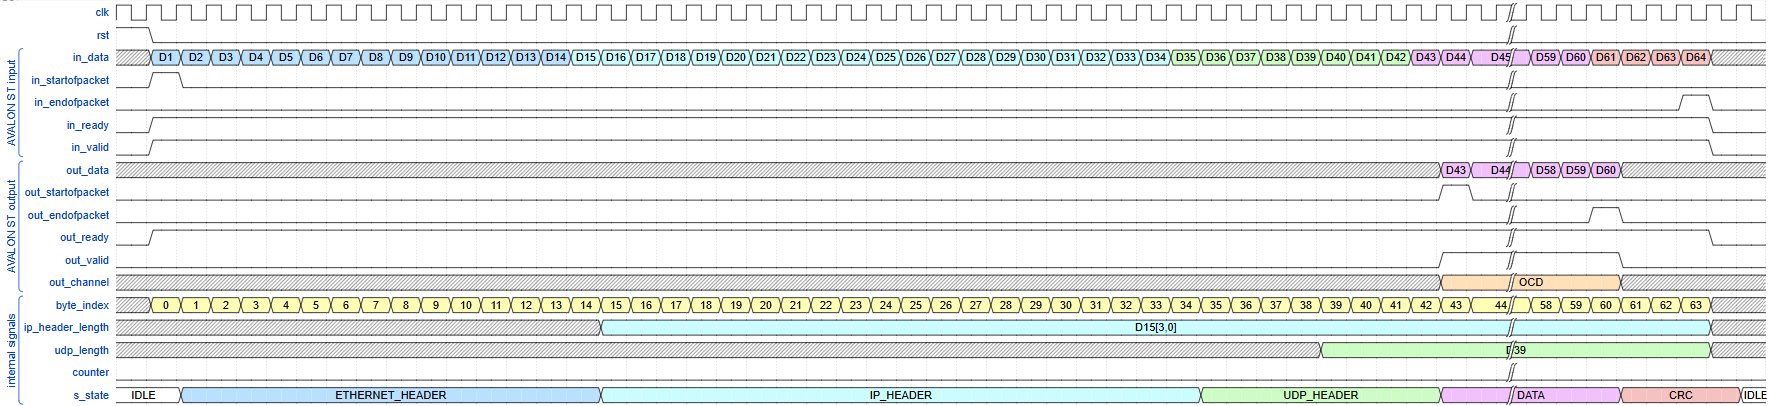 clk
rst
in_data D1 D2 D3 D4 D5 D6 D7 D8 D9 D10 D11 D12 D13 D14 D15 D16 D17 D18 D19 D20 D21 D22 D23 D24 D25 D26 D27 D28 D29 D30 D31 D32 D33 D34 D35 D36 D37 D38 D39 D40 D41 D42 D43 D44 D45 D59 D60 D61 D62 D63 D64
AVALON ST input
in_startofpacket
in_endofpacket
in_ready
in_valid
out_data D43 D44 D58 D59 D60
AVALON ST output
out_startofpacket
out_endofpacket
out_ready
out_valid
out_channel OCD
byte_index 0 1 2 3 4 5 6 7 8 9 10 11 12 13 14 15 16 17 18 19 20 21 22 23 24 25 26 27 28 29 30 31 32 33 34 35 36 37 38 39 40 41 42 43 44 58 59 60 61 62 63
internal signals
ip_header_length D15[3,0]
udp_length D39
counter
s_state IDLE ETHERNET_HEADER IP_HEADER UDP_HEADER DATA CRC IDLE